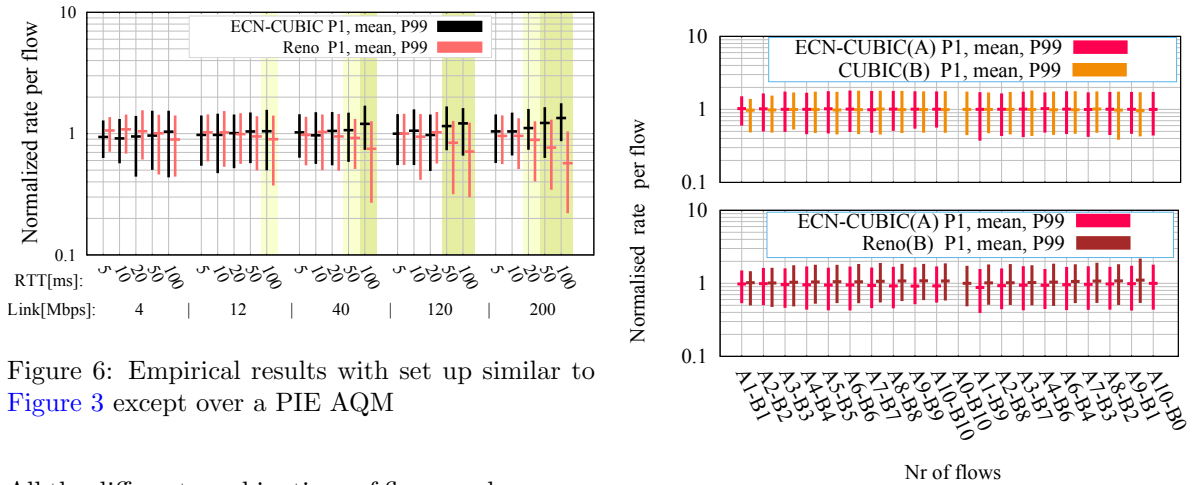 10
ECN-CUBIC P1, mean, P99
Reno P1, mean, P99
Normalized rate per flow
1
0.1
RTT[ms]:
5 10 20 50 100 5 10 20 50 100 5 10 20 50 100 5 10 20 50 100 5 10 20 50 100
Link[Mbps]: 4 | 12 | 40 | 120 | 200
Figure 6: Empirical results with set up similar to
Figure 3 except over a PIE AQM
10
ECN-CUBIC(A) P1, mean, P99
CUBIC(B) P1, mean, P99
1
0.1
10
ECN-CUBIC(A) P1, mean, P99
Reno(B) P1, mean, P99
1
0.1
Normalised rate per flow
A1-B1
A2-B2
A3-B3
A4-B4
A5-B5
A6-B6
A7-B7
A8-B8
A9-B9
A10-B10
A0-B10
A1-B9
A2-B8
A3-B7
A4-B6
A6-B4
A7-B3
A8-B2
A9-B1
A10-B0
Nr of flows